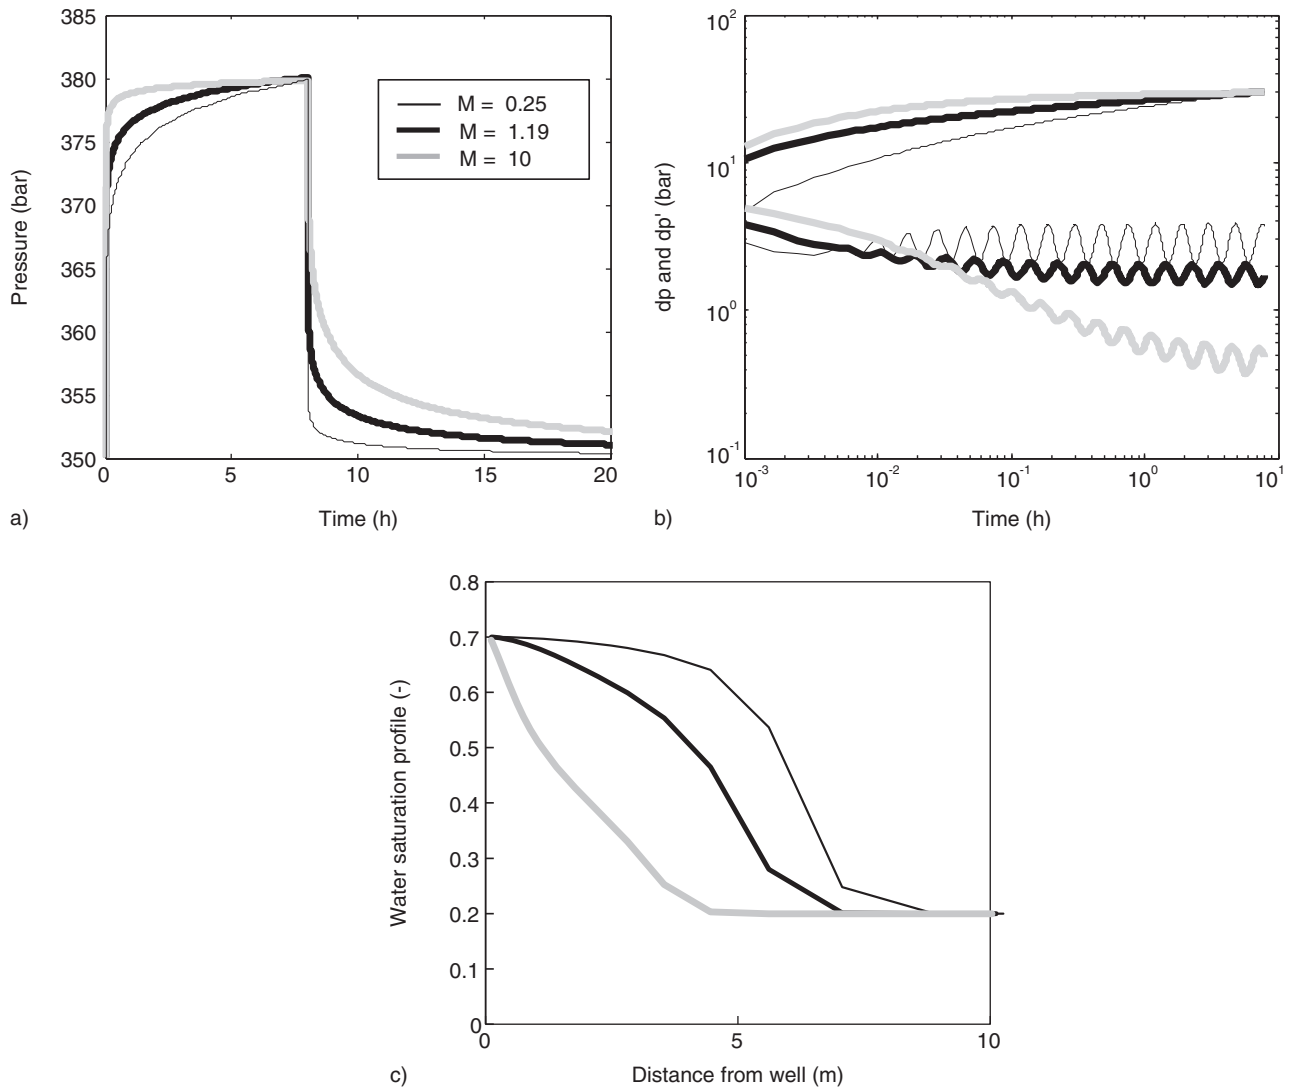 385
380
375
370
365
360
355
350
0
5
10
15
20
Pressure (bar)
Time (h)
M = 0.25
M = 1.19
M = 10
a)
10²
10¹
10⁰
10⁻¹
10⁻³
10⁻²
10⁻¹
10⁰
10¹
dp and dp' (bar)
Time (h)
b)
0.8
0.7
0.6
0.5
0.4
0.3
0.2
0.1
0
0
5
10
Water saturation profile (-)
Distance from well (m)
c)